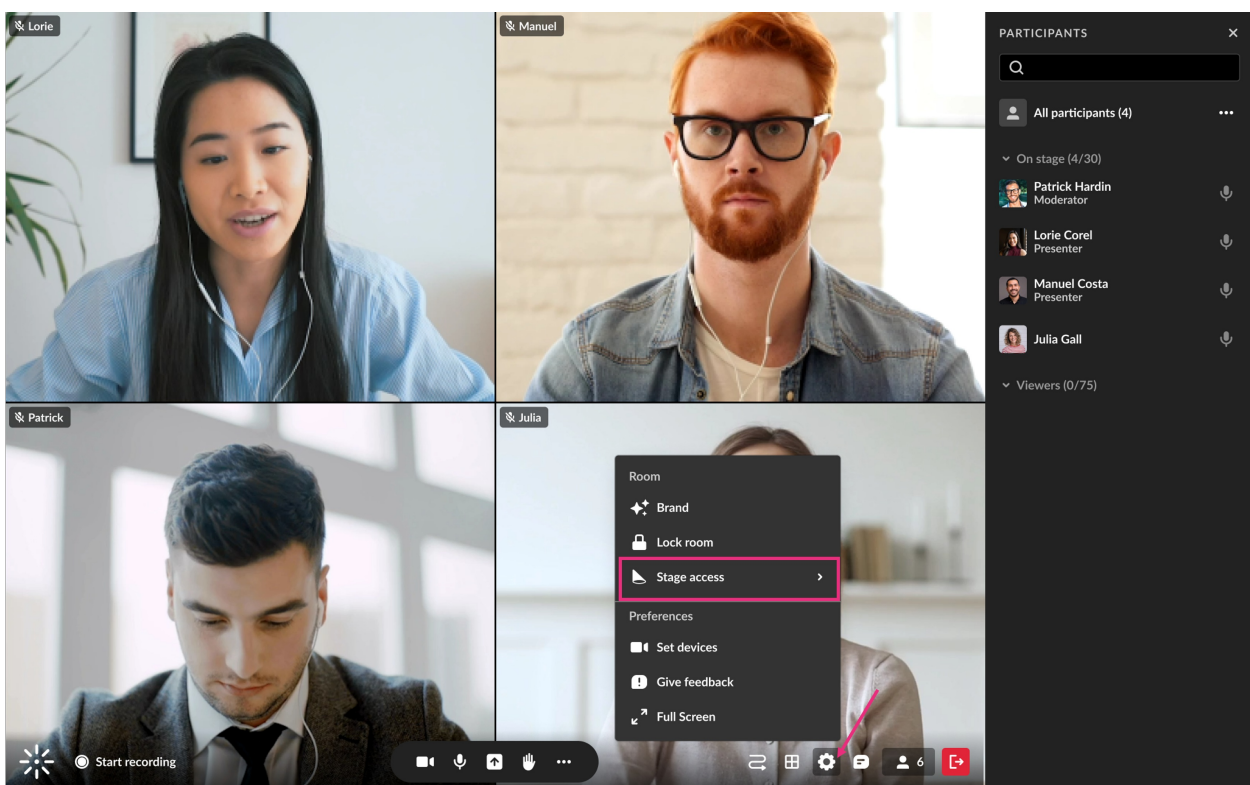 Lorie
Manuel
Patrick
Julia
Room
Brand
Lock room
Stage access
Preferences
Set devices
Give feedback
Full Screen
Start recording
6
PARTICIPANTS
All participants (4)
On stage (4/30)
Patrick Hardin
Moderator
Lorie Corel
Presenter
Manuel Costa
Presenter
Julia Gall
Viewers (0/75)